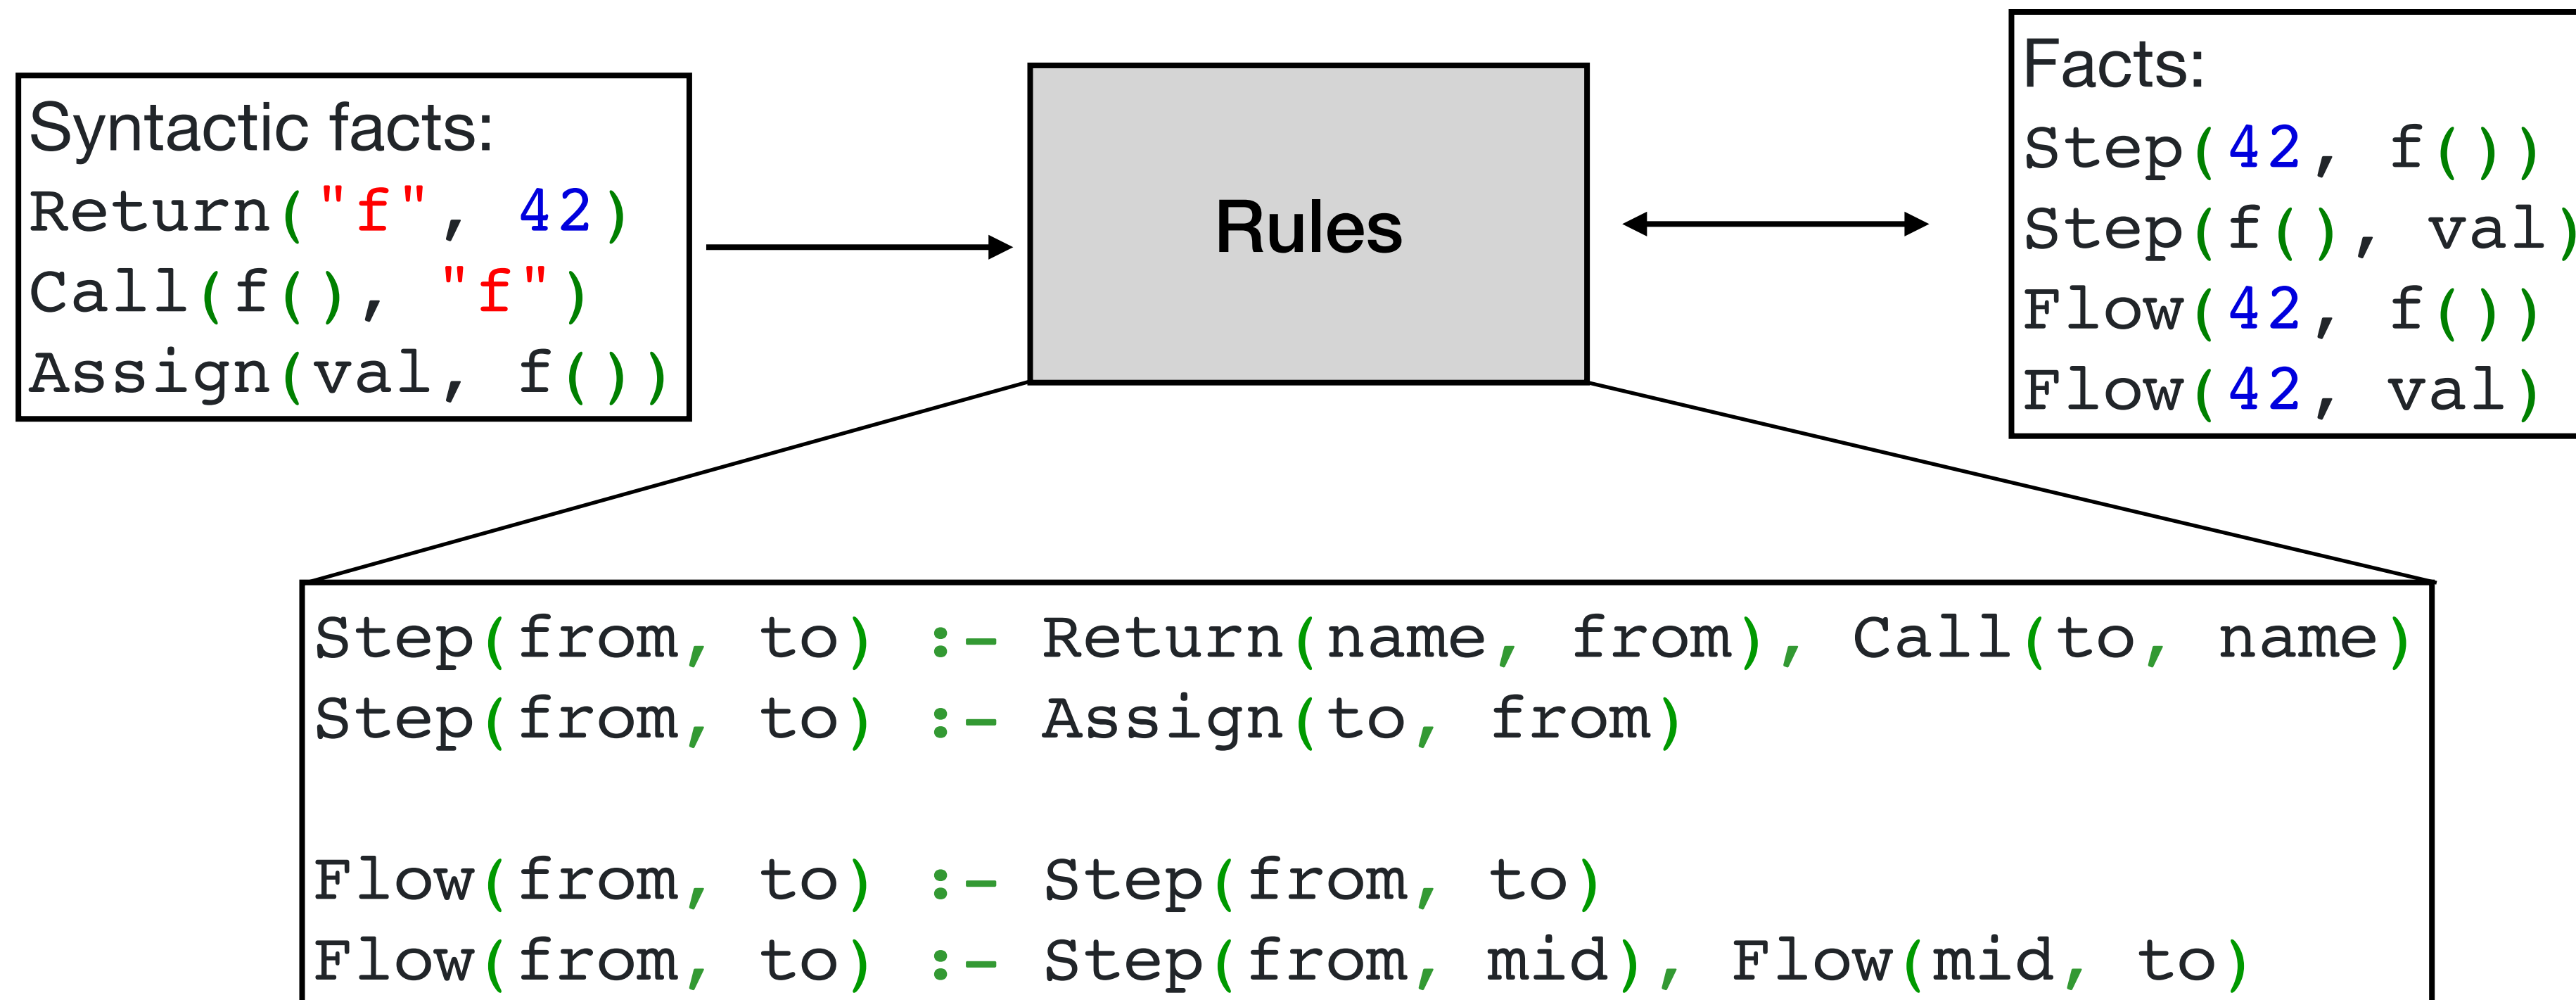 Syntactic facts:
Return("f", 42)
Call(f(), "f")
Assign(val, f())
Rules
Facts:
Step(42, f())
Step(f(), val)
Flow(42, f())
Flow(42, val)
Step(from, to) :- Return(name, from), Call(to, name)
Step(from, to) :- Assign(to, from)
Flow(from, to) :- Step(from, to)
Flow(from, to) :- Step(from, mid), Flow(mid, to)